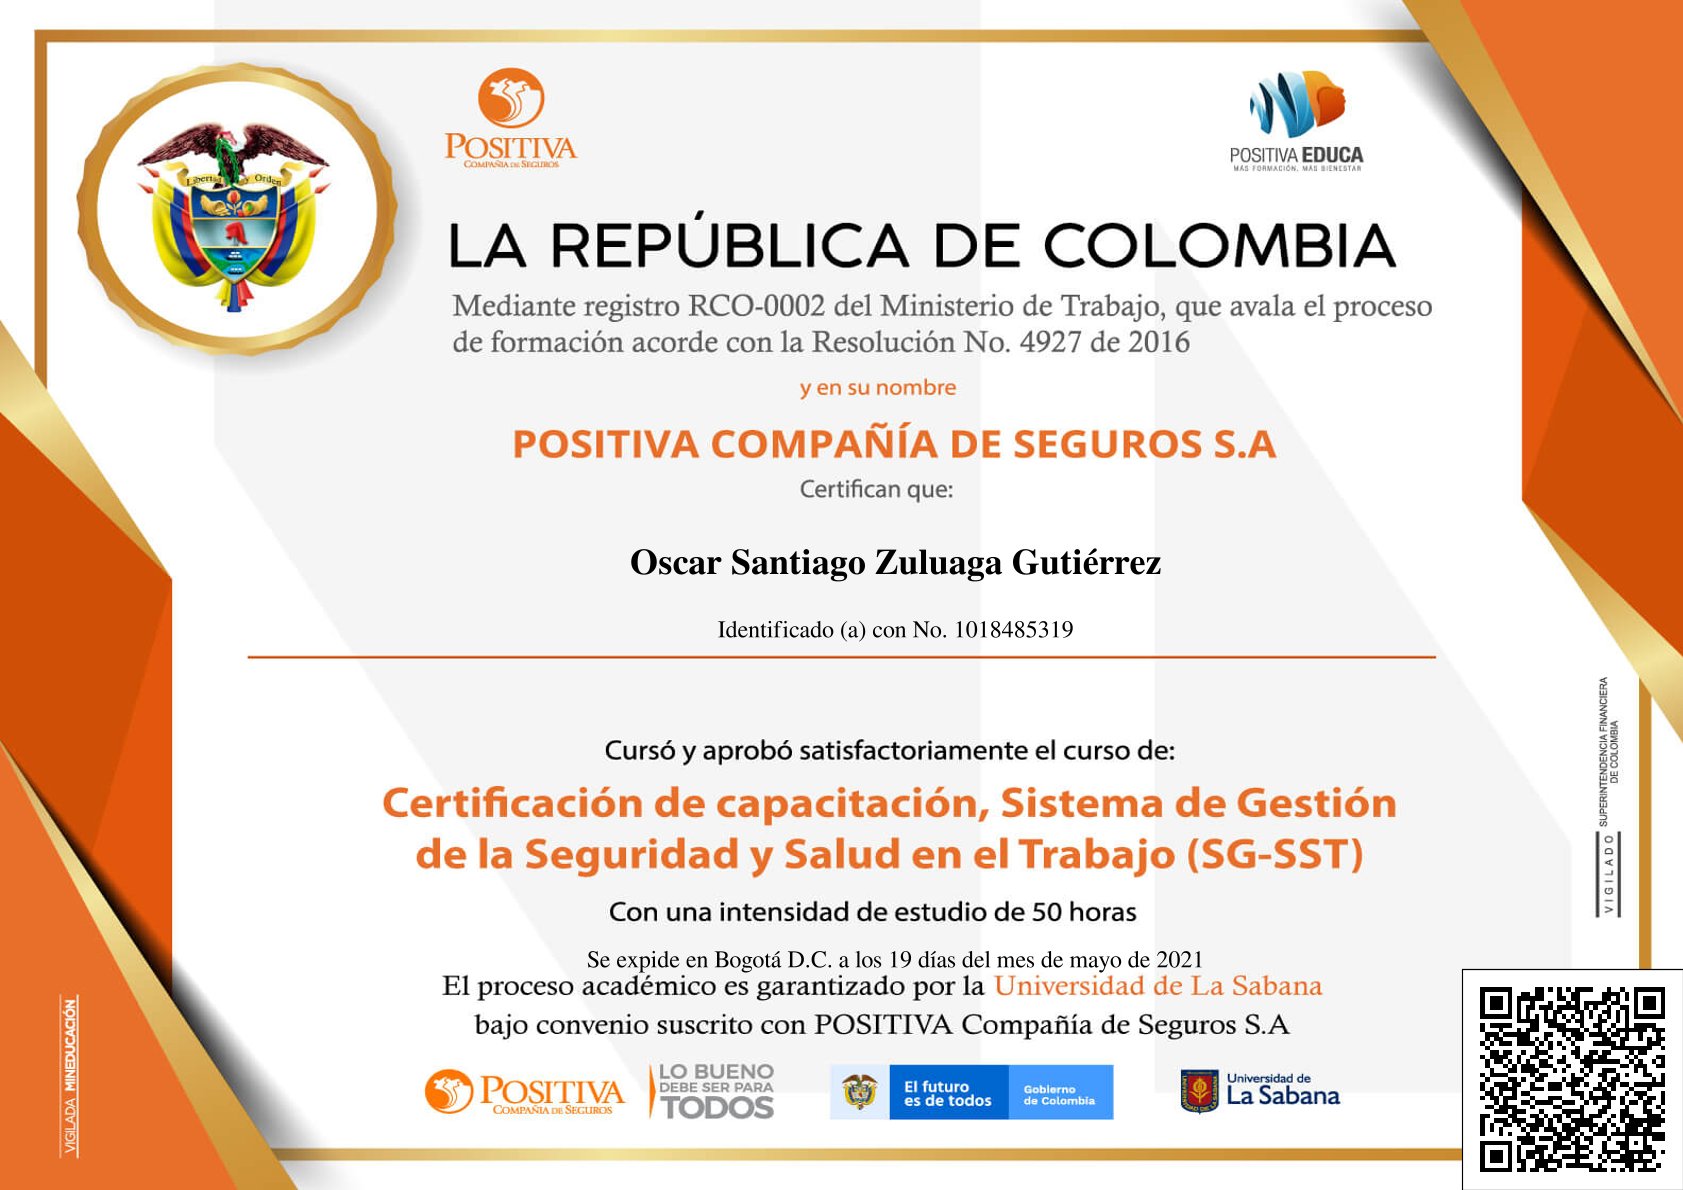 Libertad y Orden
POSITIVA
COMPAÑIA DE SEGUROS
POSITIVA EDUCA
MÁS FORMACIÓN, MÁS BIENESTAR
LA REPÚBLICA DE COLOMBIA
Mediante registro RCO-0002 del Ministerio de Trabajo, que avala el proceso
de formación acorde con la Resolución No. 4927 de 2016
y en su nombre
POSITIVA COMPAÑÍA DE SEGUROS S.A
Certifican que:
Oscar Santiago Zuluaga Gutiérrez
Identificado (a) con No. 1018485319
Cursó y aprobó satisfactoriamente el curso de:
Certificación de capacitación, Sistema de Gestión
de la Seguridad y Salud en el Trabajo (SG-SST)
Con una intensidad de estudio de 50 horas
Se expide en Bogotá D.C. a los 19 días del mes de mayo de 2021
El proceso académico es garantizado por la Universidad de La Sabana
bajo convenio suscrito con POSITIVA Compañía de Seguros S.A
POSITIVA
COMPAÑIA DE SEGUROS
LO BUENO
DEBE SER PARA
TODOS
El futuro
es de todos
Gobierno
de Colombia
Universidad de
La Sabana
VIGILADA MINEDUCACIÓN
VIGILADO
SUPERINTENDENCIA FINANCIERA
DE COLOMBIA